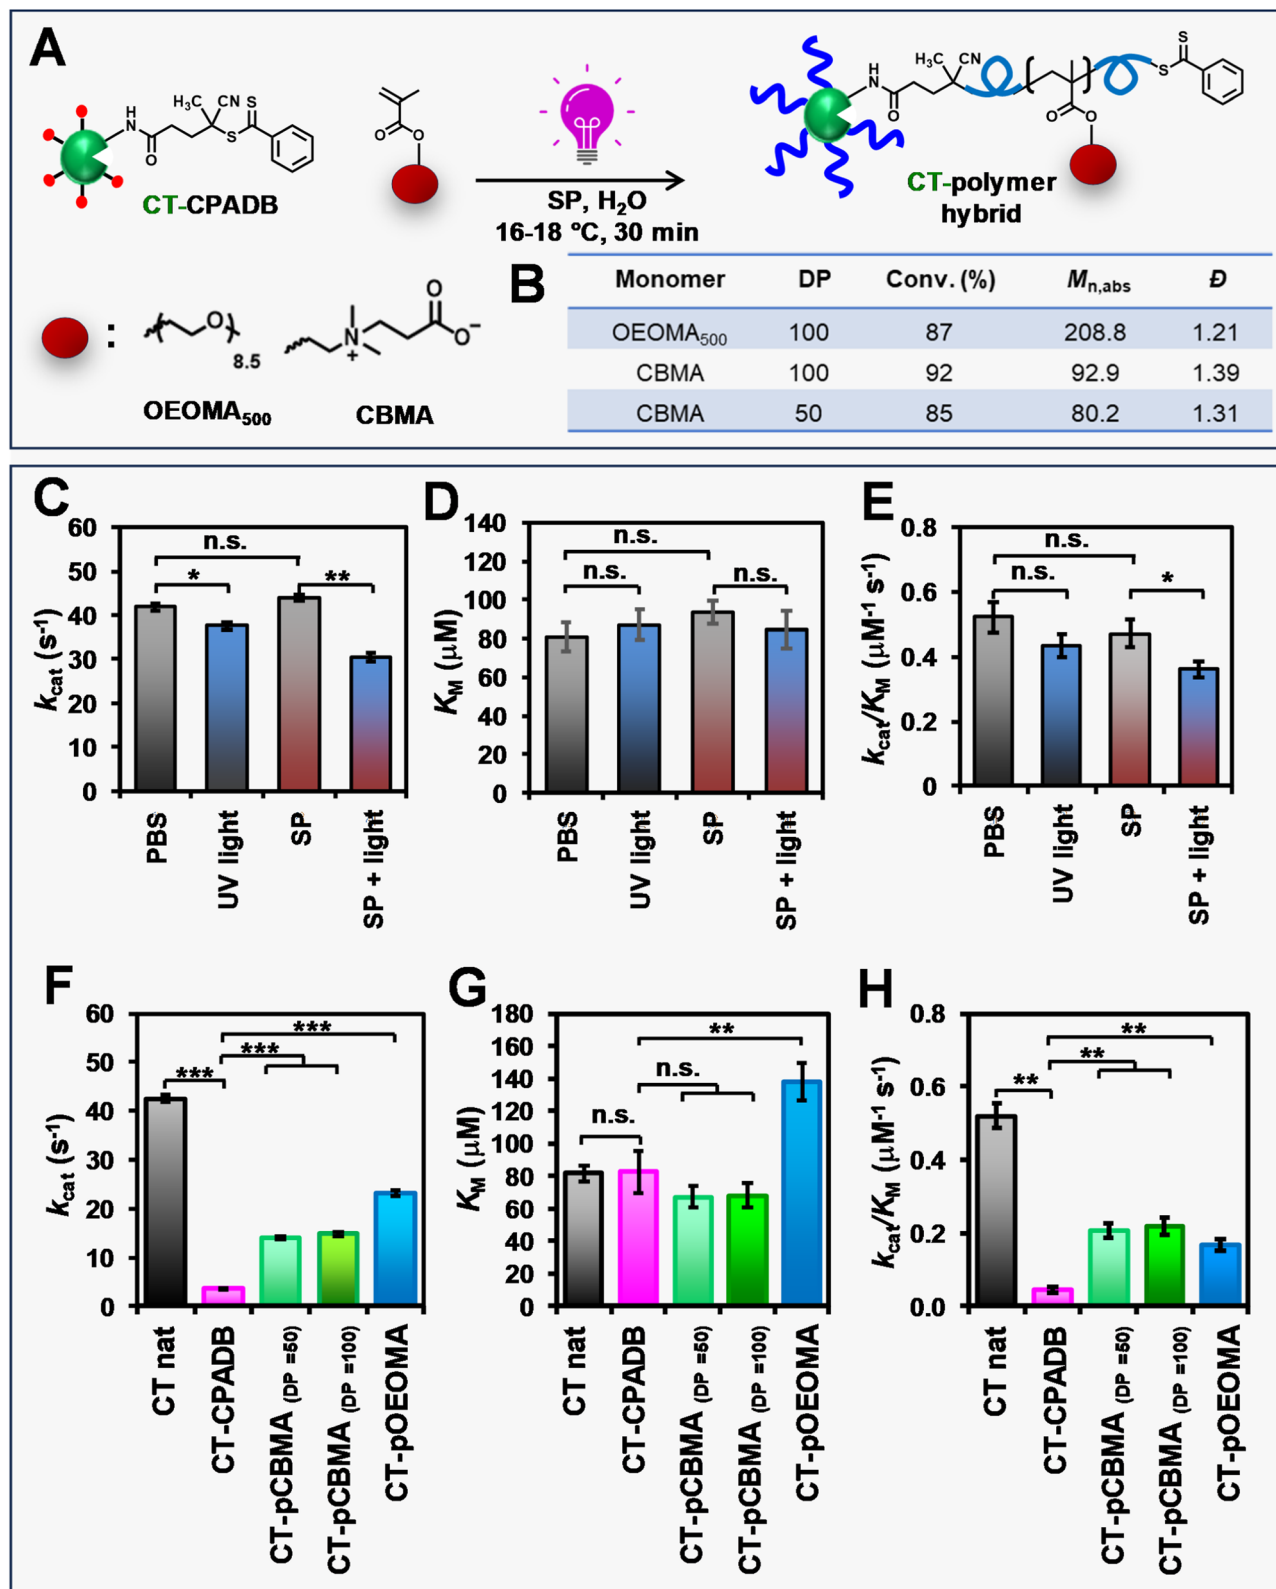 A
H₃C CN S
H
N
O
S
CT-CPADB
O
O
SP, H₂O
16-18 ºC, 30 min
H
N
O
H₃C CN
S
S
O
O
CT-polymer
hybrid
:
O
8.5
OEOMA₅₀₀
N
+
O
O⁻
CBMA
B
Monomer DP Conv. (%) Mn,abs Đ
OEOMA₅₀₀ 100 87 208.8 1.21
CBMA 100 92 92.9 1.39
CBMA 50 85 80.2 1.31
C
kcat (s⁻¹)
60
50
40
30
20
10
0
n.s.
*
**
PBS
UV light
SP
SP + light
D
KM (μM)
140
120
100
80
60
40
20
0
n.s.
n.s.
n.s.
PBS
UV light
SP
SP + light
E
kcat/KM (μM⁻¹ s⁻¹)
0.8
0.6
0.4
0.2
0
n.s.
n.s.
*
PBS
UV light
SP
SP + light
F
kcat (s⁻¹)
60
50
40
30
20
10
0
***
***
***
CT nat
CT-CPADB
CT-pCBMA (DP =50)
CT-pCBMA (DP =100)
CT-pOEOMA
G
KM (μM)
180
160
140
120
100
80
60
40
20
0
**
n.s.
n.s.
CT nat
CT-CPADB
CT-pCBMA (DP =50)
CT-pCBMA (DP =100)
CT-pOEOMA
H
kcat/KM (μM⁻¹ s⁻¹)
0.8
0.6
0.4
0.2
0.0
**
**
**
CT nat
CT-CPADB
CT-pCBMA (DP =50)
CT-pCBMA (DP =100)
CT-pOEOMA